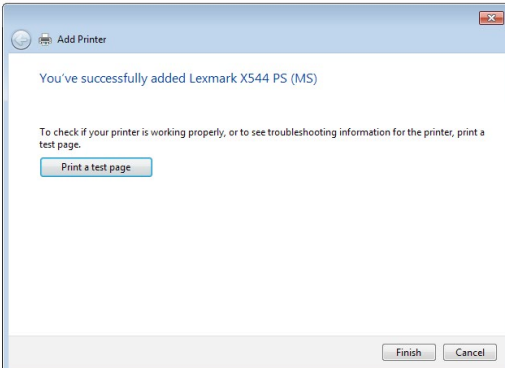 Add Printer
You've successfully added Lexmark X544 PS (MS)
To check if your printer is working properly, or to see troubleshooting information for the printer, print a
test page.
Print a test page
Finish
Cancel